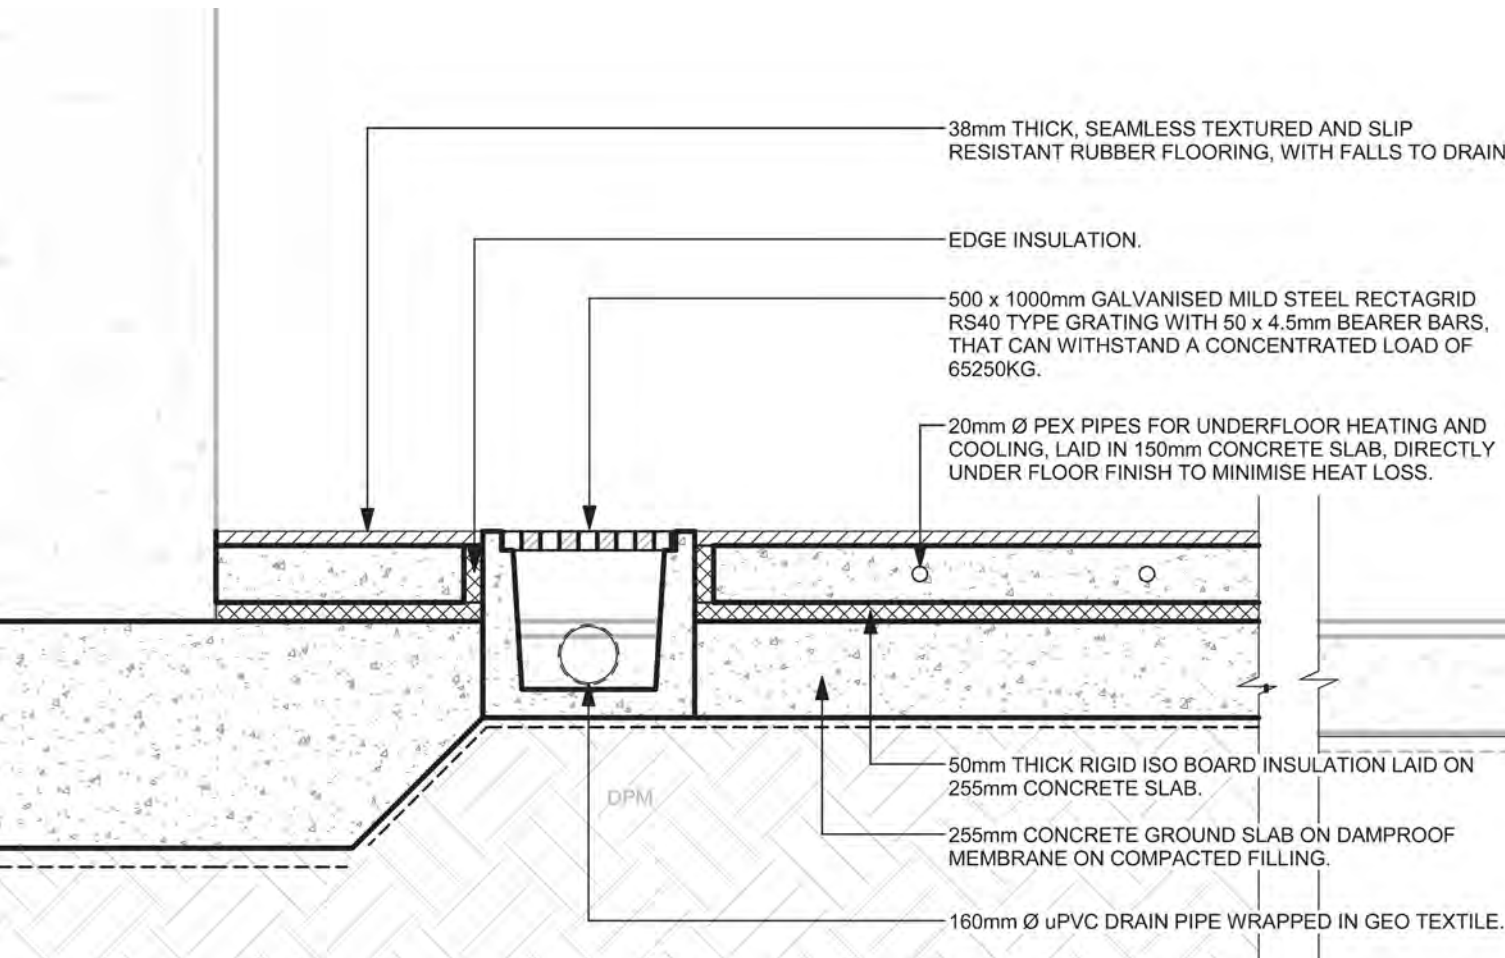 38mm THICK, SEAMLESS TEXTURED AND SLIP
RESISTANT RUBBER FLOORING, WITH FALLS TO DRAIN
EDGE INSULATION.
500 x 1000mm GALVANISED MILD STEEL RECTAGRID
RS40 TYPE GRATING WITH 50 x 4.5mm BEARER BARS,
THAT CAN WITHSTAND A CONCENTRATED LOAD OF
65250KG.
20mm Ø PEX PIPES FOR UNDERFLOOR HEATING AND
COOLING, LAID IN 150mm CONCRETE SLAB, DIRECTLY
UNDER FLOOR FINISH TO MINIMISE HEAT LOSS.
50mm THICK RIGID ISO BOARD INSULATION LAID ON
255mm CONCRETE SLAB.
DPM
255mm CONCRETE GROUND SLAB ON DAMPROOF
MEMBRANE ON COMPACTED FILLING.
160mm Ø uPVC DRAIN PIPE WRAPPED IN GEO TEXTILE.